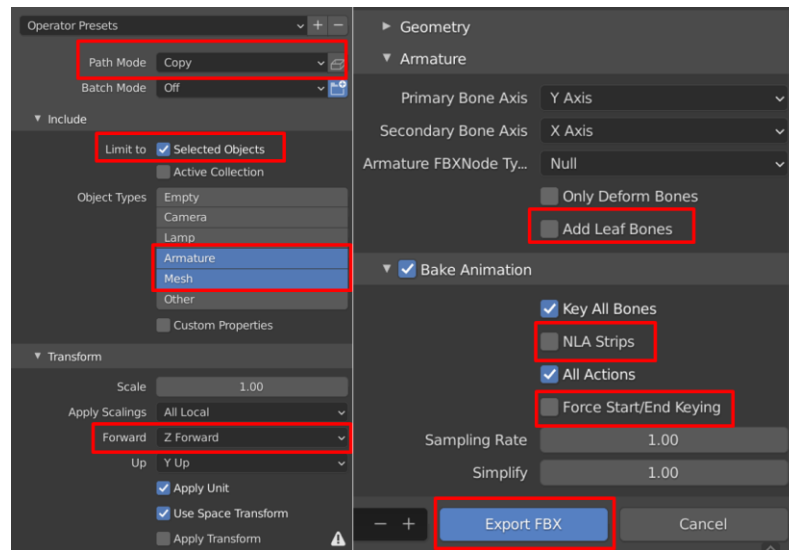 Operator Presets
Path Mode Copy
Batch Mode Off
Include
Limit to Selected Objects
Active Collection
Object Types Empty
Camera
Lamp
Armature
Mesh
Other
Custom Properties
Transform
Scale 1.00
Apply Scalings All Local
Forward Z Forward
Up Y Up
Apply Unit
Use Space Transform
Apply Transform
Geometry
Armature
Primary Bone Axis Y Axis
Secondary Bone Axis X Axis
Armature FBXNode Ty... Null
Only Deform Bones
Add Leaf Bones
Bake Animation
Key All Bones
NLA Strips
All Actions
Force Start/End Keying
Sampling Rate 1.00
Simplify 1.00
Export FBX Cancel